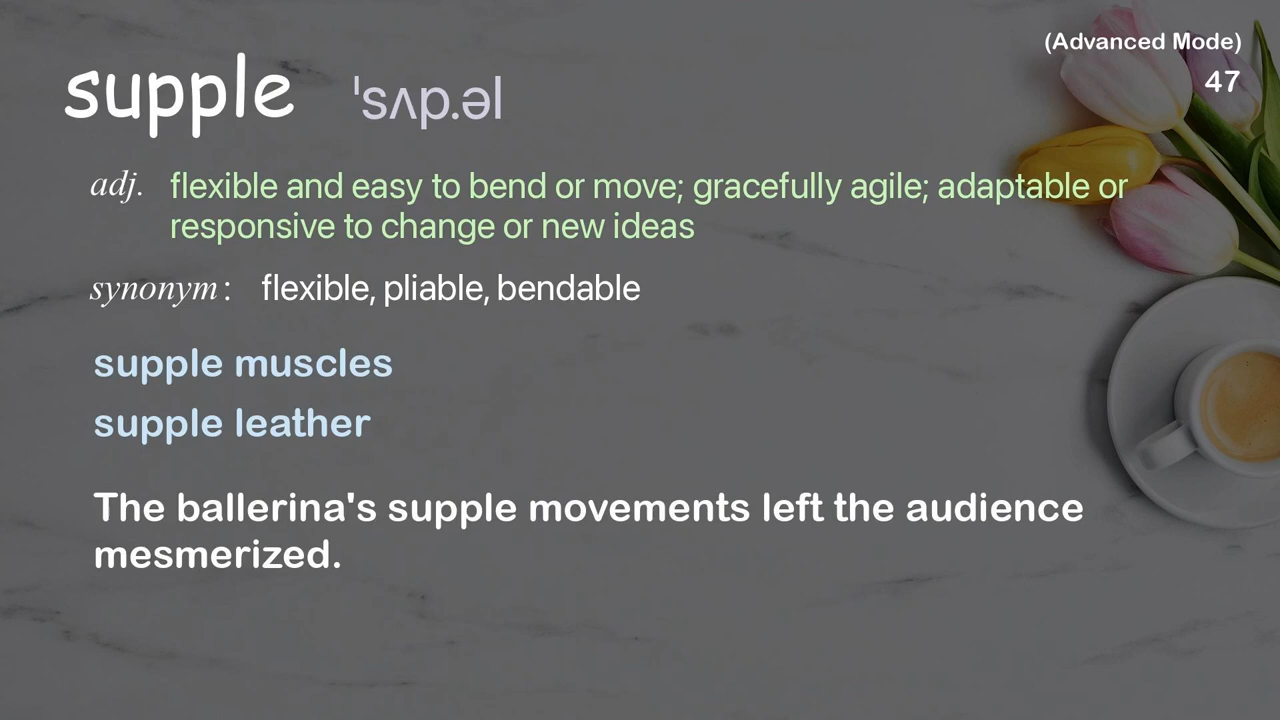 (Advanced Mode)
47
supple ˈsʌp.əl
adj. flexible and easy to bend or move; gracefully agile; adaptable or
responsive to change or new ideas
synonym : flexible, pliable, bendable
supple muscles
supple leather
The ballerina's supple movements left the audience
mesmerized.